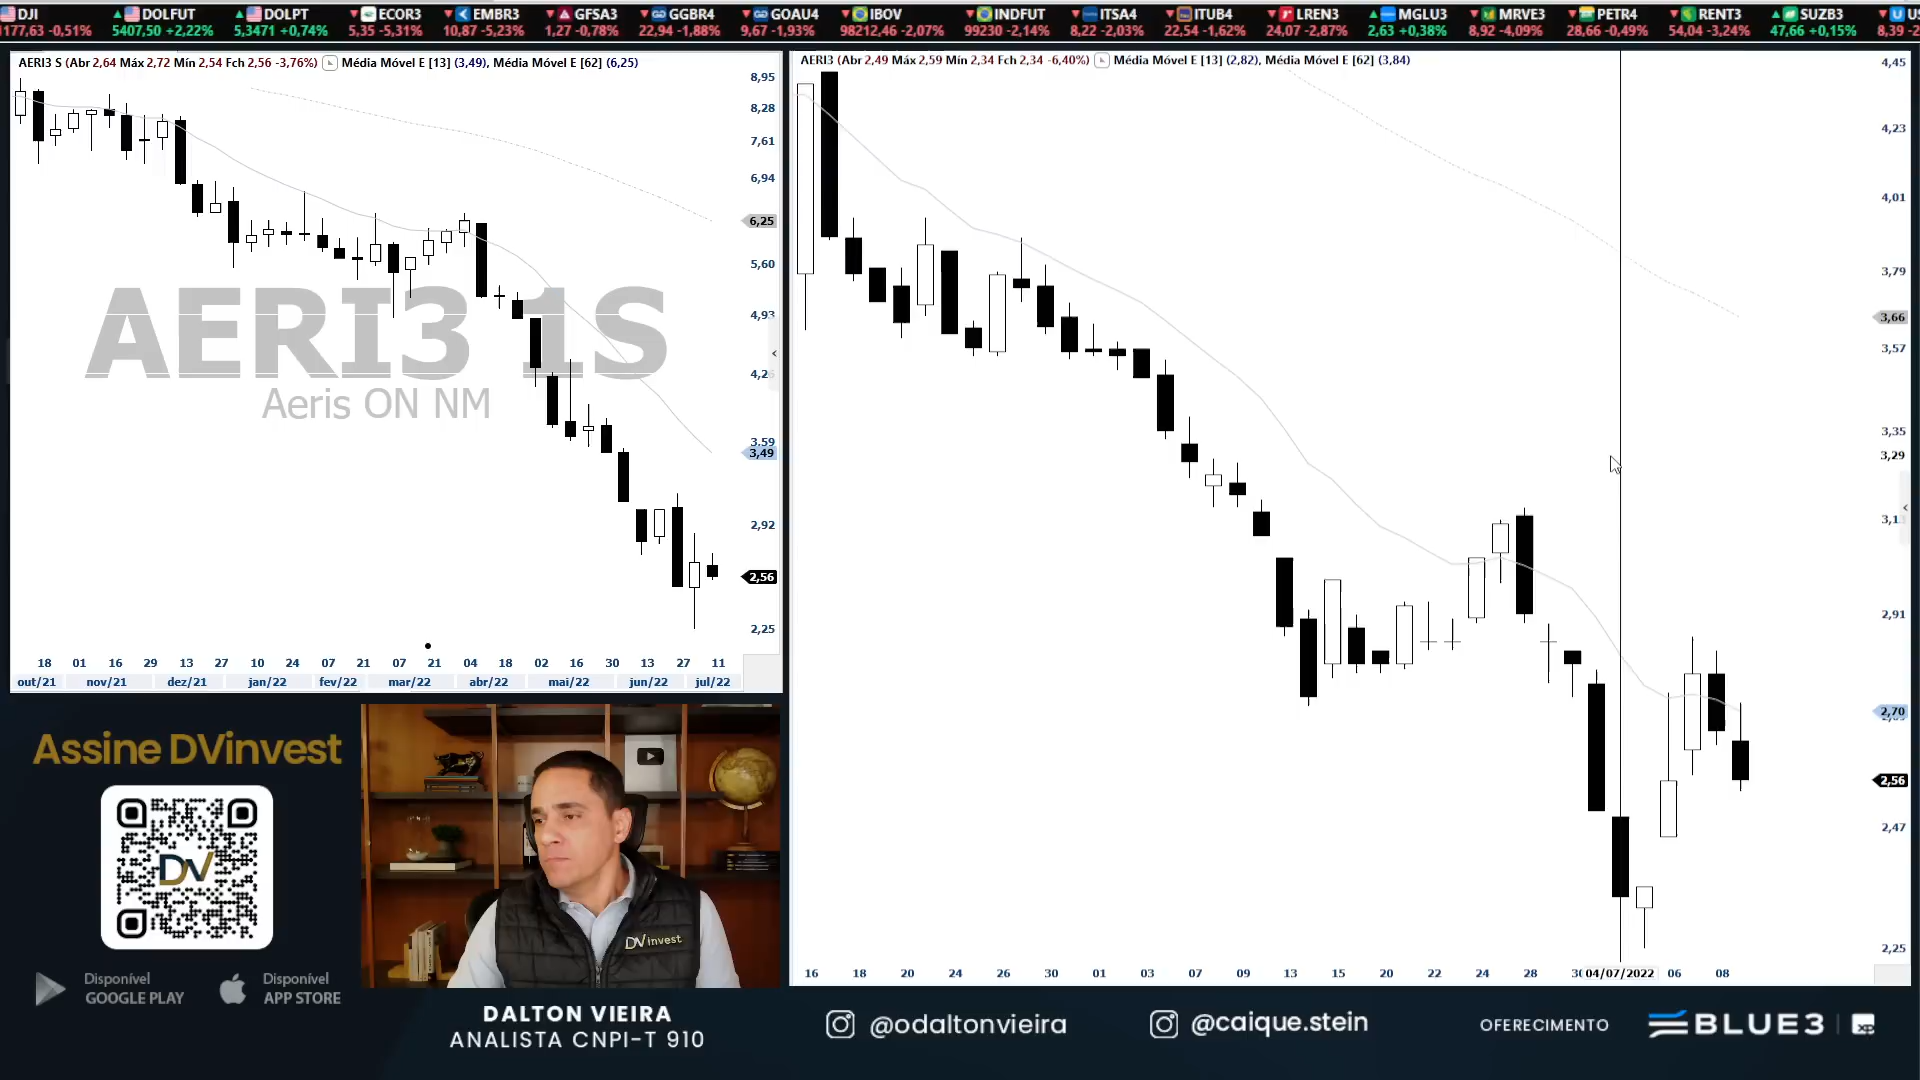 DJI
DOLFUT
DOLPT
ECOR3
EMBR3
GFSA3
GGBR4
GOAU4
IBOV
INDFUT
ITSA4
ITUB4
LREN3
MGLU3
MRVE3
PETR4
RENT3
SUZB3
1177,63 -0,51%
5407,50 +2,22%
5,3471 +0,74%
5,35 -5,31%
10,87 -5,23%
1,27 -0,78%
22,94 -1,88%
9,67 -1,93%
98212,46 -2,07%
99230 -2,14%
8,22 -2,03%
22,54 -1,62%
24,07 -2,87%
2,63 +0,38%
8,92 -4,09%
28,66 -0,49%
54,04 -3,24%
47,66 +0,15%
AERI3 S (Abr 2,64 Máx 2,72 Mín 2,54 Fch 2,56 -3,76%) Média Móvel E [13] (3,49), Média Móvel E [62] (6,25)
8,95
8,28
7,61
6,94
6,25
5,60
4,93
3,59
3,49
2,92
2,56
2,25
AERI3 1S
Aeris ON NM
18 01 16 29 13 27 10 24 07 21 07 21 04 18 02 16 30 13 27 11
out/21 nov/21 dez/21 jan/22 fev/22 mar/22 abr/22 mai/22 jun/22 jul/22
AERI3 (Abr 2,49 Máx 2,59 Mín 2,34 Fch 2,34 -6,40%) Média Móvel E [13] (2,82), Média Móvel E [62] (3,84)
4,45
4,23
4,01
3,79
3,66
3,57
3,35
3,29
2,91
2,70
2,56
2,47
2,25
16 18 20 24 26 30 01 03 07 09 13 15 20 22 24 28 04/07/2022 06 08
Assine DVinvest
DV
Disponível
GOOGLE PLAY
Disponível
APP STORE
DVinvest
DALTON VIEIRA
ANALISTA CNPI-T 910
@odaltonvieira
@caique.stein
OFERECIMENTO
BLUE3
XP